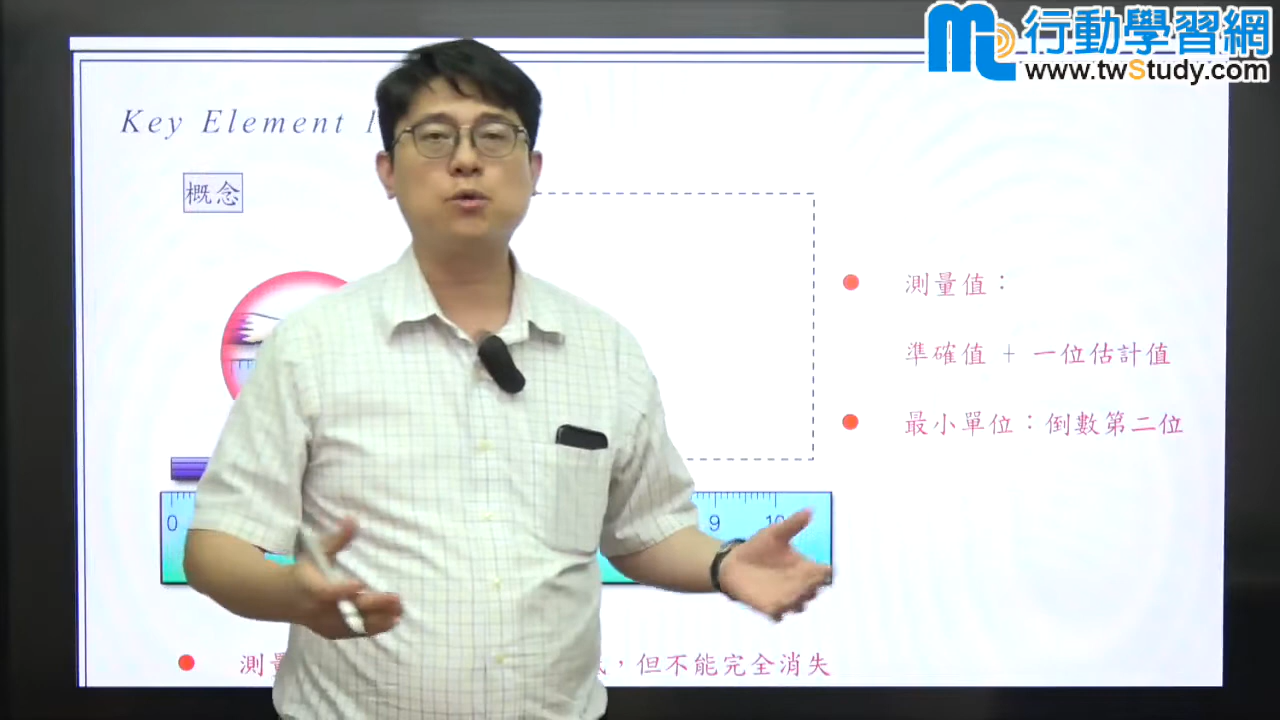 行動學習網
www.twStudy.com
Key Element 1
概念
測量值：
準確值 + 一位估計值
最小單位：倒數第二位
0
9
10
測
，但不能完全消失